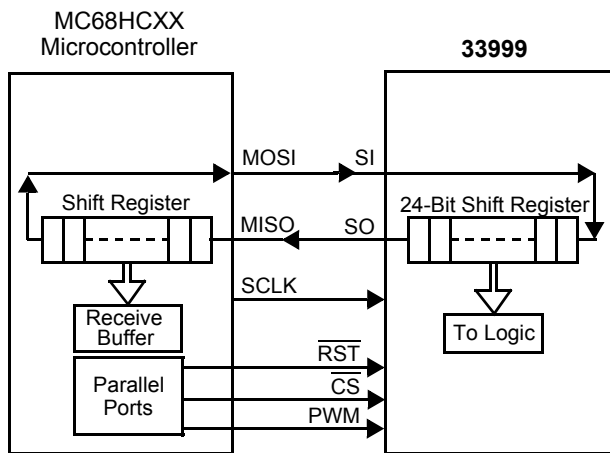 MC68HCXX
Microcontroller
33999
MOSI
SI
Shift Register
24-Bit Shift Register
MISO
SO
SCLK
Receive
Buffer
To Logic
Parallel
Ports
RST
CS
PWM